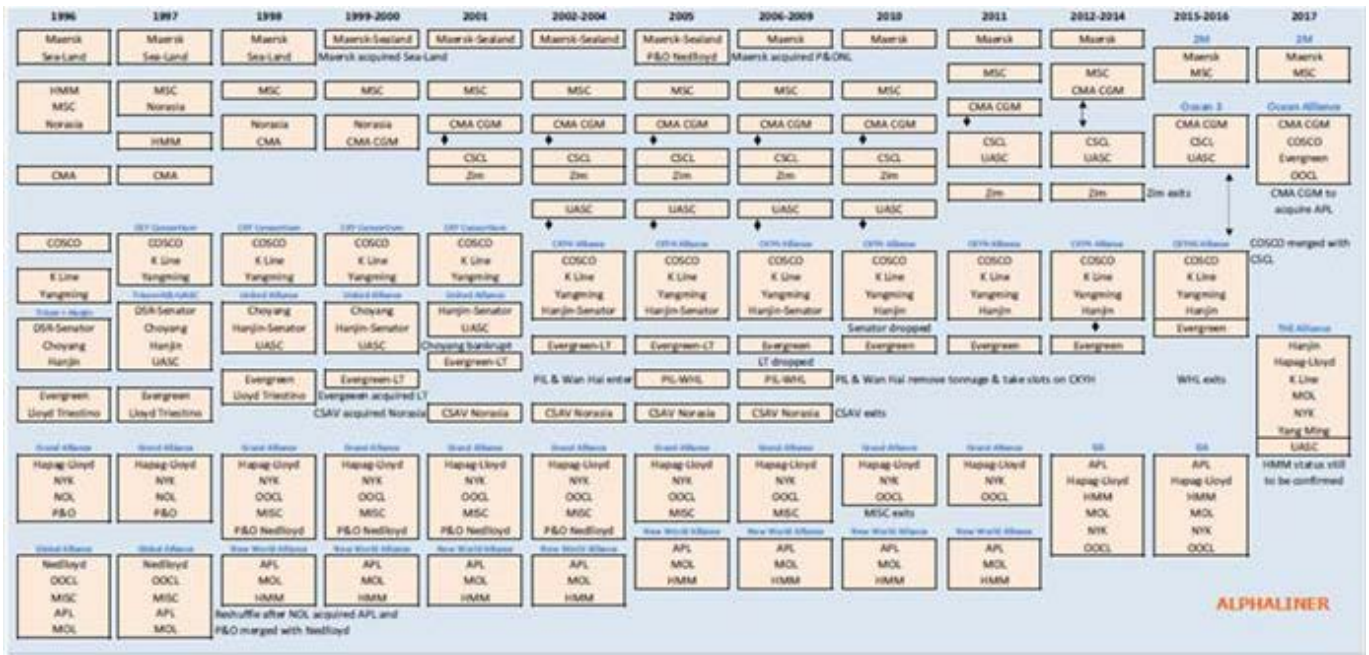 1996
Maersk
Sea-Land
HMM
MSC
Norasia
CMA
COSCO
K Line
Yangming
Tricon + Hanjin
DSR-Senator
Choyang
Hanjin
Evergreen
Lloyd Triestino
Grand Alliance
Hapag-Lloyd
NYK
NOL
P&O
Global Alliance
Nedlloyd
OOCL
MISC
APL
MOL
1997
Maersk
Sea-Land
MSC
Norasia
HMM
CMA
CKY Consortium
COSCO
K Line
Yangming
DSR-Senator
Choyang
Hanjin
UASC
Evergreen
Lloyd Triestino
Grand Alliance
Hapag-Lloyd
NYK
NOL
P&O
Global Alliance
Nedlloyd
OOCL
MISC
APL
MOL
1998
Maersk
Sea-Land
MSC
Norasia
CMA
CKY Consortium
COSCO
K Line
Yangming
United Alliance
Choyang
Hanjin-Senator
UASC
Evergreen
Lloyd Triestino
Grand Alliance
Hapag-Lloyd
NYK
OOCL
MISC
P&O Nedlloyd
New World Alliance
APL
MOL
HMM
Reshuffle after NOL acquired APL and
P&O merged with Nedlloyd
1999-2000
Maersk-Sealand
Maersk acquired Sea-Land
MSC
Norasia
CMA CGM
CKY Consortium
COSCO
K Line
Yangming
United Alliance
Choyang
Hanjin-Senator
UASC
Evergreen-LT
Evergreen acquired LT
CSAV acquired Norasia
Grand Alliance
Hapag-Lloyd
NYK
OOCL
MISC
P&O Nedlloyd
New World Alliance
APL
MOL
HMM
2001
Maersk-Sealand
MSC
CMA CGM
CSCL
Zim
CKY Consortium
COSCO
K Line
Yangming
United Alliance
Hanjin-Senator
UASC
Choyang bankrupt
Evergreen-LT
CSAV Norasia
Grand Alliance
Hapag-Lloyd
NYK
OOCL
MISC
P&O Nedlloyd
New World Alliance
APL
MOL
HMM
2002-2004
Maersk-Sealand
MSC
CMA CGM
CSCL
Zim
UASC
CKYH Alliance
COSCO
K Line
Yangming
Hanjin-Senator
Evergreen-LT
PIL & Wan Hai enter
CSAV Norasia
Grand Alliance
Hapag-Lloyd
NYK
OOCL
MISC
P&O Nedlloyd
New World Alliance
APL
MOL
HMM
2005
Maersk-Sealand
P&O Nedlloyd
MSC
CMA CGM
CSCL
Zim
UASC
CKYH Alliance
COSCO
K Line
Yangming
Hanjin-Senator
Evergreen-LT
PIL-WHL
CSAV Norasia
Grand Alliance
Hapag-Lloyd
NYK
OOCL
MISC
New World Alliance
APL
MOL
HMM
2006-2009
Maersk
Maersk acquired P&ONL
MSC
CMA CGM
CSCL
Zim
UASC
CKYH Alliance
COSCO
K Line
Yangming
Hanjin-Senator
Evergreen
LT dropped
PIL-WHL
CSAV Norasia
Grand Alliance
Hapag-Lloyd
NYK
OOCL
MISC
New World Alliance
APL
MOL
HMM
2010
Maersk
MSC
CMA CGM
CSCL
Zim
UASC
CKYH Alliance
COSCO
K Line
Yangming
Hanjin
Senator dropped
Evergreen
PIL & Wan Hai remove tonnage & take slots on CKYH
CSAV exits
Grand Alliance
Hapag-Lloyd
NYK
OOCL
MISC exits
New World Alliance
APL
MOL
HMM
2011
Maersk
MSC
CMA CGM
CSCL
UASC
Zim
CKYH Alliance
COSCO
K Line
Yangming
Hanjin
Evergreen
Grand Alliance
Hapag-Lloyd
NYK
OOCL
New World Alliance
APL
MOL
HMM
2012-2014
Maersk
MSC
CMA CGM
CSCL
UASC
Zim
Zim exits
CKYH Alliance
COSCO
K Line
Yangming
Hanjin
Evergreen
G6
APL
Hapag-Lloyd
HMM
MOL
NYK
OOCL
2015-2016
2M
Maersk
MSC
Ocean 3
CMA CGM
CSCL
UASC
CKYHE Alliance
COSCO
K Line
Yangming
Hanjin
Evergreen
WHL exits
G6
APL
Hapag-Lloyd
HMM
MOL
NYK
OOCL
2017
2M
Maersk
MSC
Ocean Alliance
CMA CGM
COSCO
Evergreen
OOCL
CMA CGM to
acquire APL
COSCO merged with
CSCL
THE Alliance
Hanjin
Hapag-Lloyd
K Line
MOL
NYK
Yang Ming
UASC
HMM status still
to be confirmed
ALPHALINER